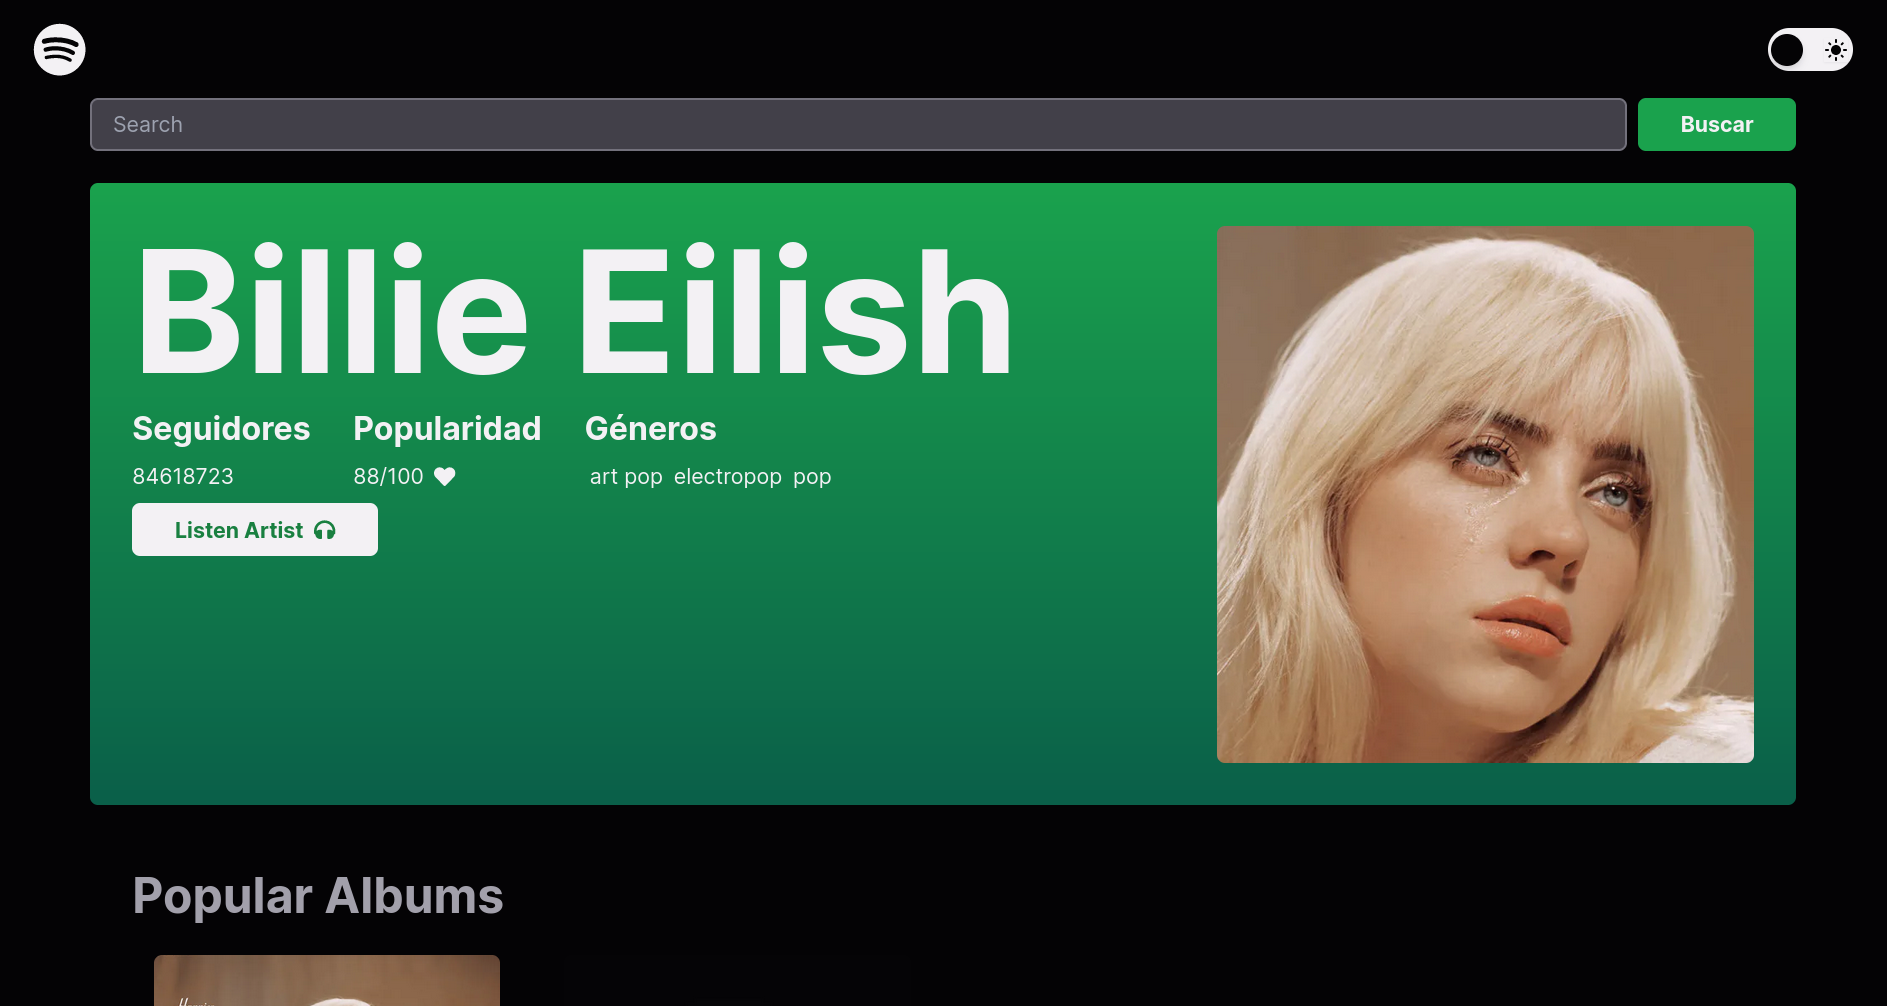 Search
Buscar
Billie Eilish
Seguidores Popularidad Géneros
84618723 88/100 art pop electropop pop
Listen Artist
Popular Albums